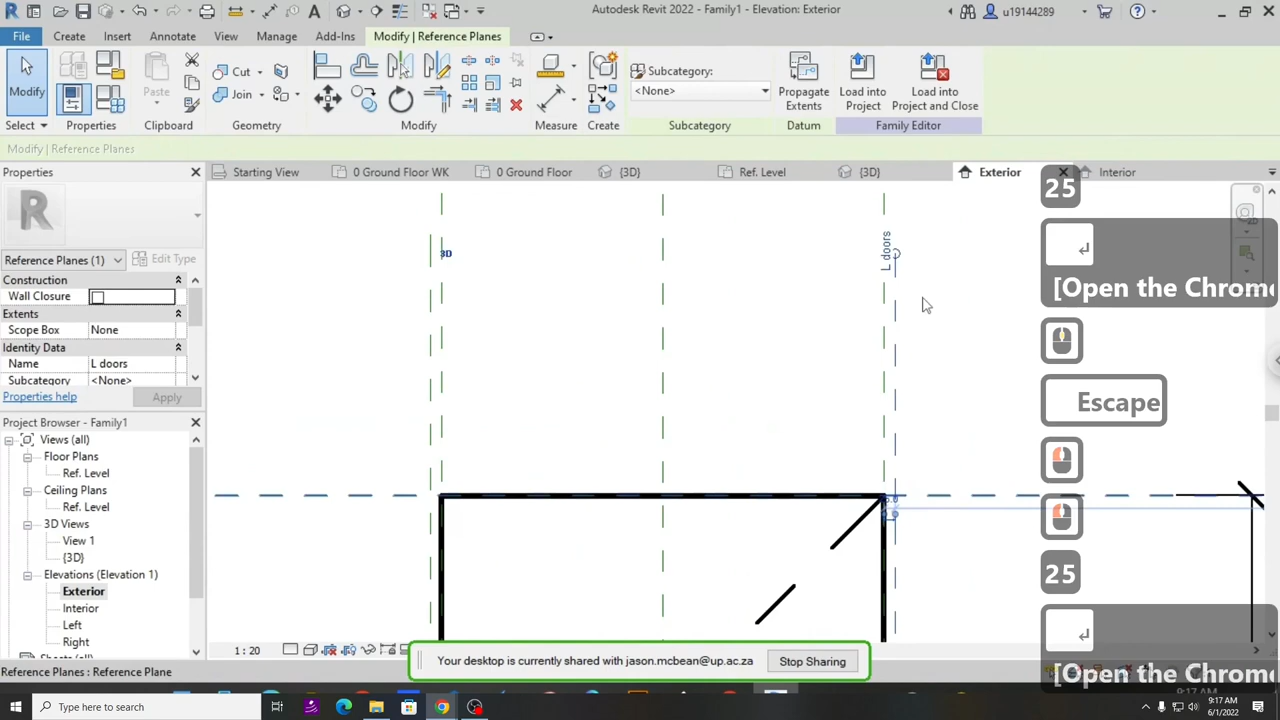 Autodesk Revit 2022 - Family1 - Elevation: Exterior
u19144289
File Create Insert Annotate View Manage Add-Ins Modify | Reference Planes
Modify
Paste
Cut
Join
Subcategory:
<None>
Propagate Extents
Load into Project
Load into Project and Close
Select Properties Clipboard Geometry Modify Measure Create Subcategory Datum Family Editor
Modify | Reference Planes
Properties
Starting View 0 Ground Floor WK 0 Ground Floor {3D} Ref. Level {3D} Exterior Interior
Reference Planes (1) Edit Type
Construction
Wall Closure
Extents
Scope Box None
Identity Data
Name L doors
Subcategory <None>
Properties help Apply
Project Browser - Family1
Views (all)
Floor Plans
Ref. Level
Ceiling Plans
Ref. Level
3D Views
View 1
{3D}
Elevations (Elevation 1)
Exterior
Interior
Left
Right
3D
L doors
25
[Open the Chrome
Escape
25
[Open the Chrome
1 : 20
Your desktop is currently shared with jason.mcbean@up.ac.za Stop Sharing
Reference Planes : Reference Plane
Type here to search
9:17 AM
6/1/2022